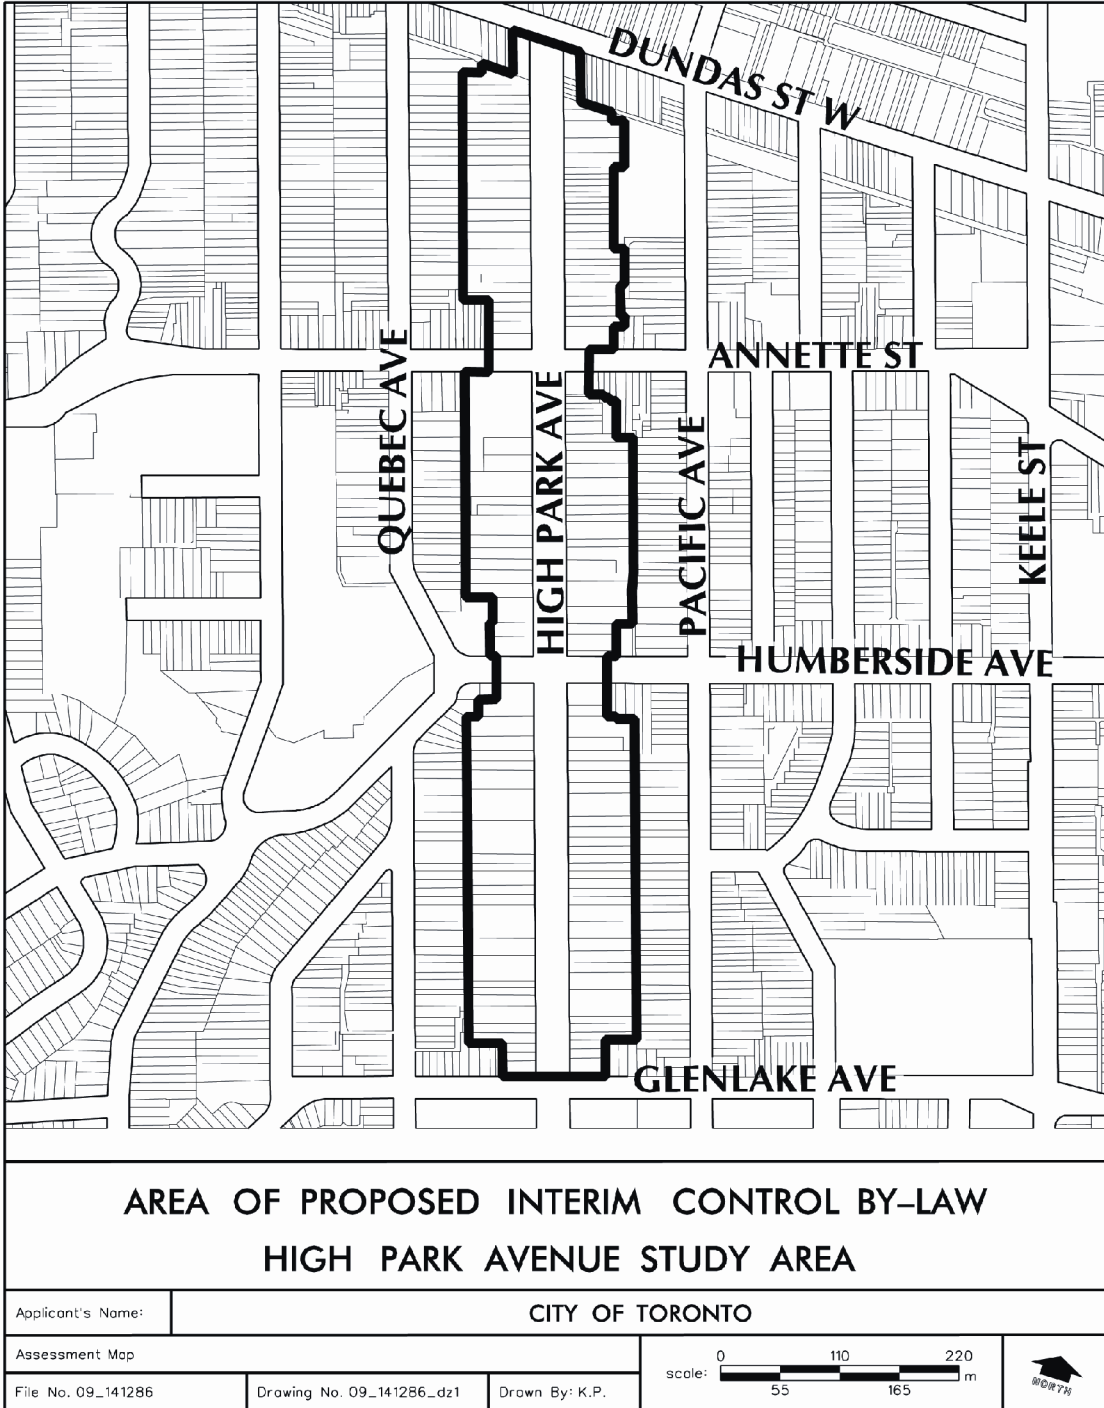 DUNDAS ST W
ANNETTE ST
QUEBEC AVE
HIGH PARK AVE
PACIFIC AVE
KEELE ST
HUMBERSIDE AVE
GLENLAKE AVE
AREA OF PROPOSED INTERIM CONTROL BY–LAW
HIGH PARK AVENUE STUDY AREA
Applicant's Name:
CITY OF TORONTO
Assessment Map
File No. 09_141286
Drawing No. 09_141286_dz1
Drawn By: K.P.
scale:
0 110 220
m
55 165
NORTH